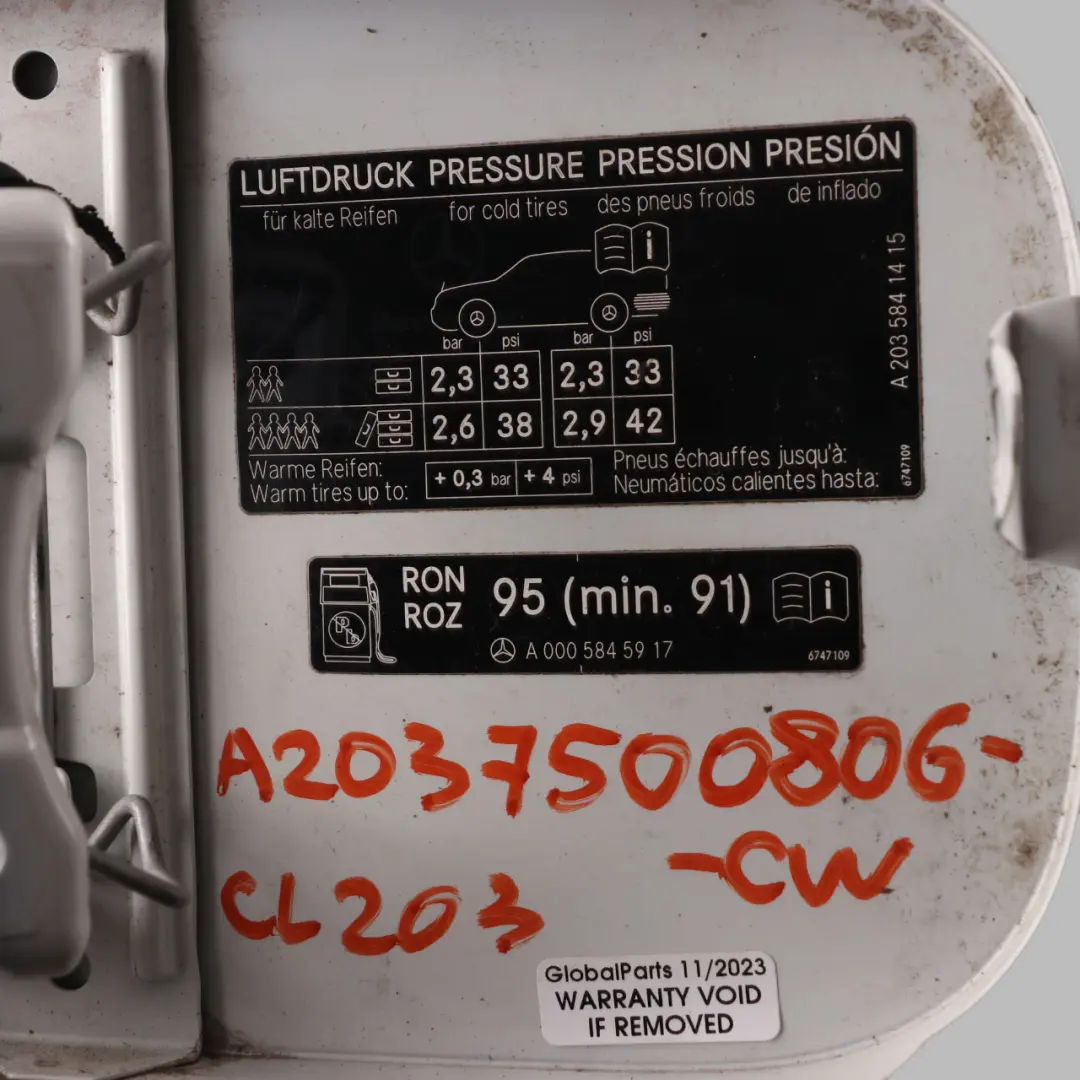 LUFTDRUCK PRESSURE PRESSION PRESIÓN
für kalte Reifen for cold tires des pneus froids de inflado
i
bar psi bar psi
2,3 33 2,3 33
2,6 38 2,9 42
Warme Reifen:
Warm tires up to:
+ 0,3 bar + 4 psi
Pneus échauffes jusqu'à:
Neumáticos calientes hasta:
A 203 584 14 15
6747109
RON
ROZ
95 (min. 91)
i
Pb
A 000 584 59 17
6747109
A2037500806-
-CW
CL203
GlobalParts 11/2023
WARRANTY VOID
IF REMOVED